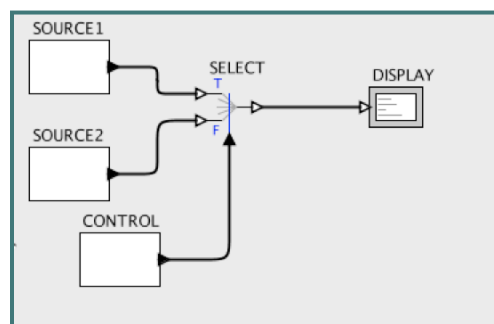 SOURCE1
SELECT
T
DISPLAY
SOURCE2
F
CONTROL